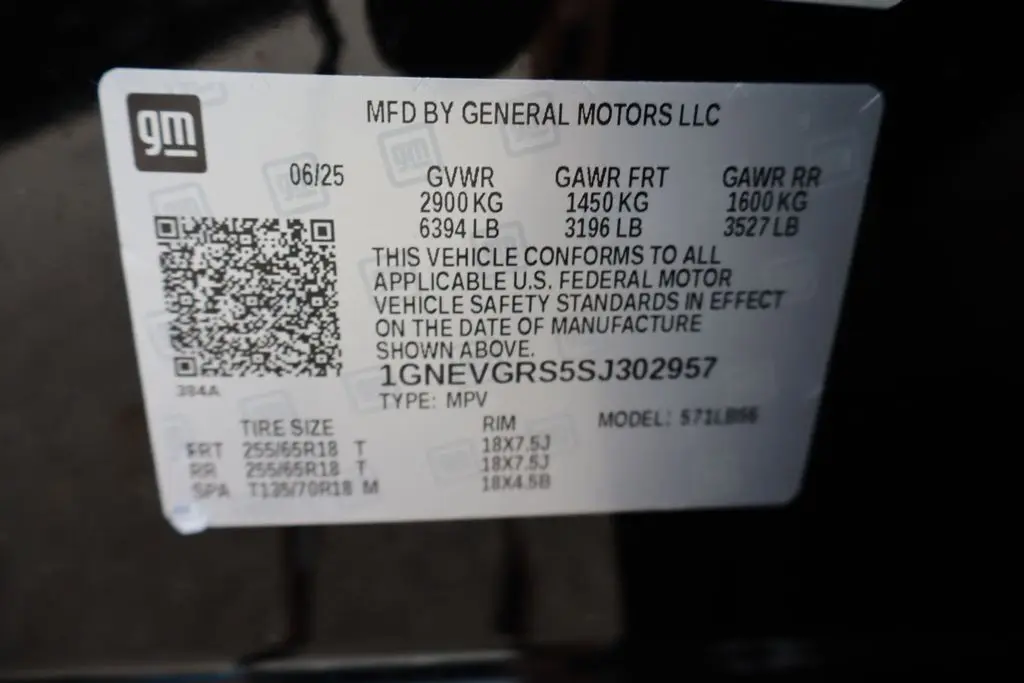 gm
MFD BY GENERAL MOTORS LLC
06/25
GVWR GAWR FRT GAWR RR
2900 KG 1450 KG 1600 KG
6394 LB 3196 LB 3527 LB
THIS VEHICLE CONFORMS TO ALL
APPLICABLE U.S. FEDERAL MOTOR
VEHICLE SAFETY STANDARDS IN EFFECT
ON THE DATE OF MANUFACTURE
SHOWN ABOVE.
384A
1GNEVGRS5SJ302957
TYPE: MPV
TIRE SIZE RIM MODEL:
FRT 255/65R18 T 18X7.5J
RR 255/65R18 T 18X7.5J
SPA T135/70R18 M 18X4.5B